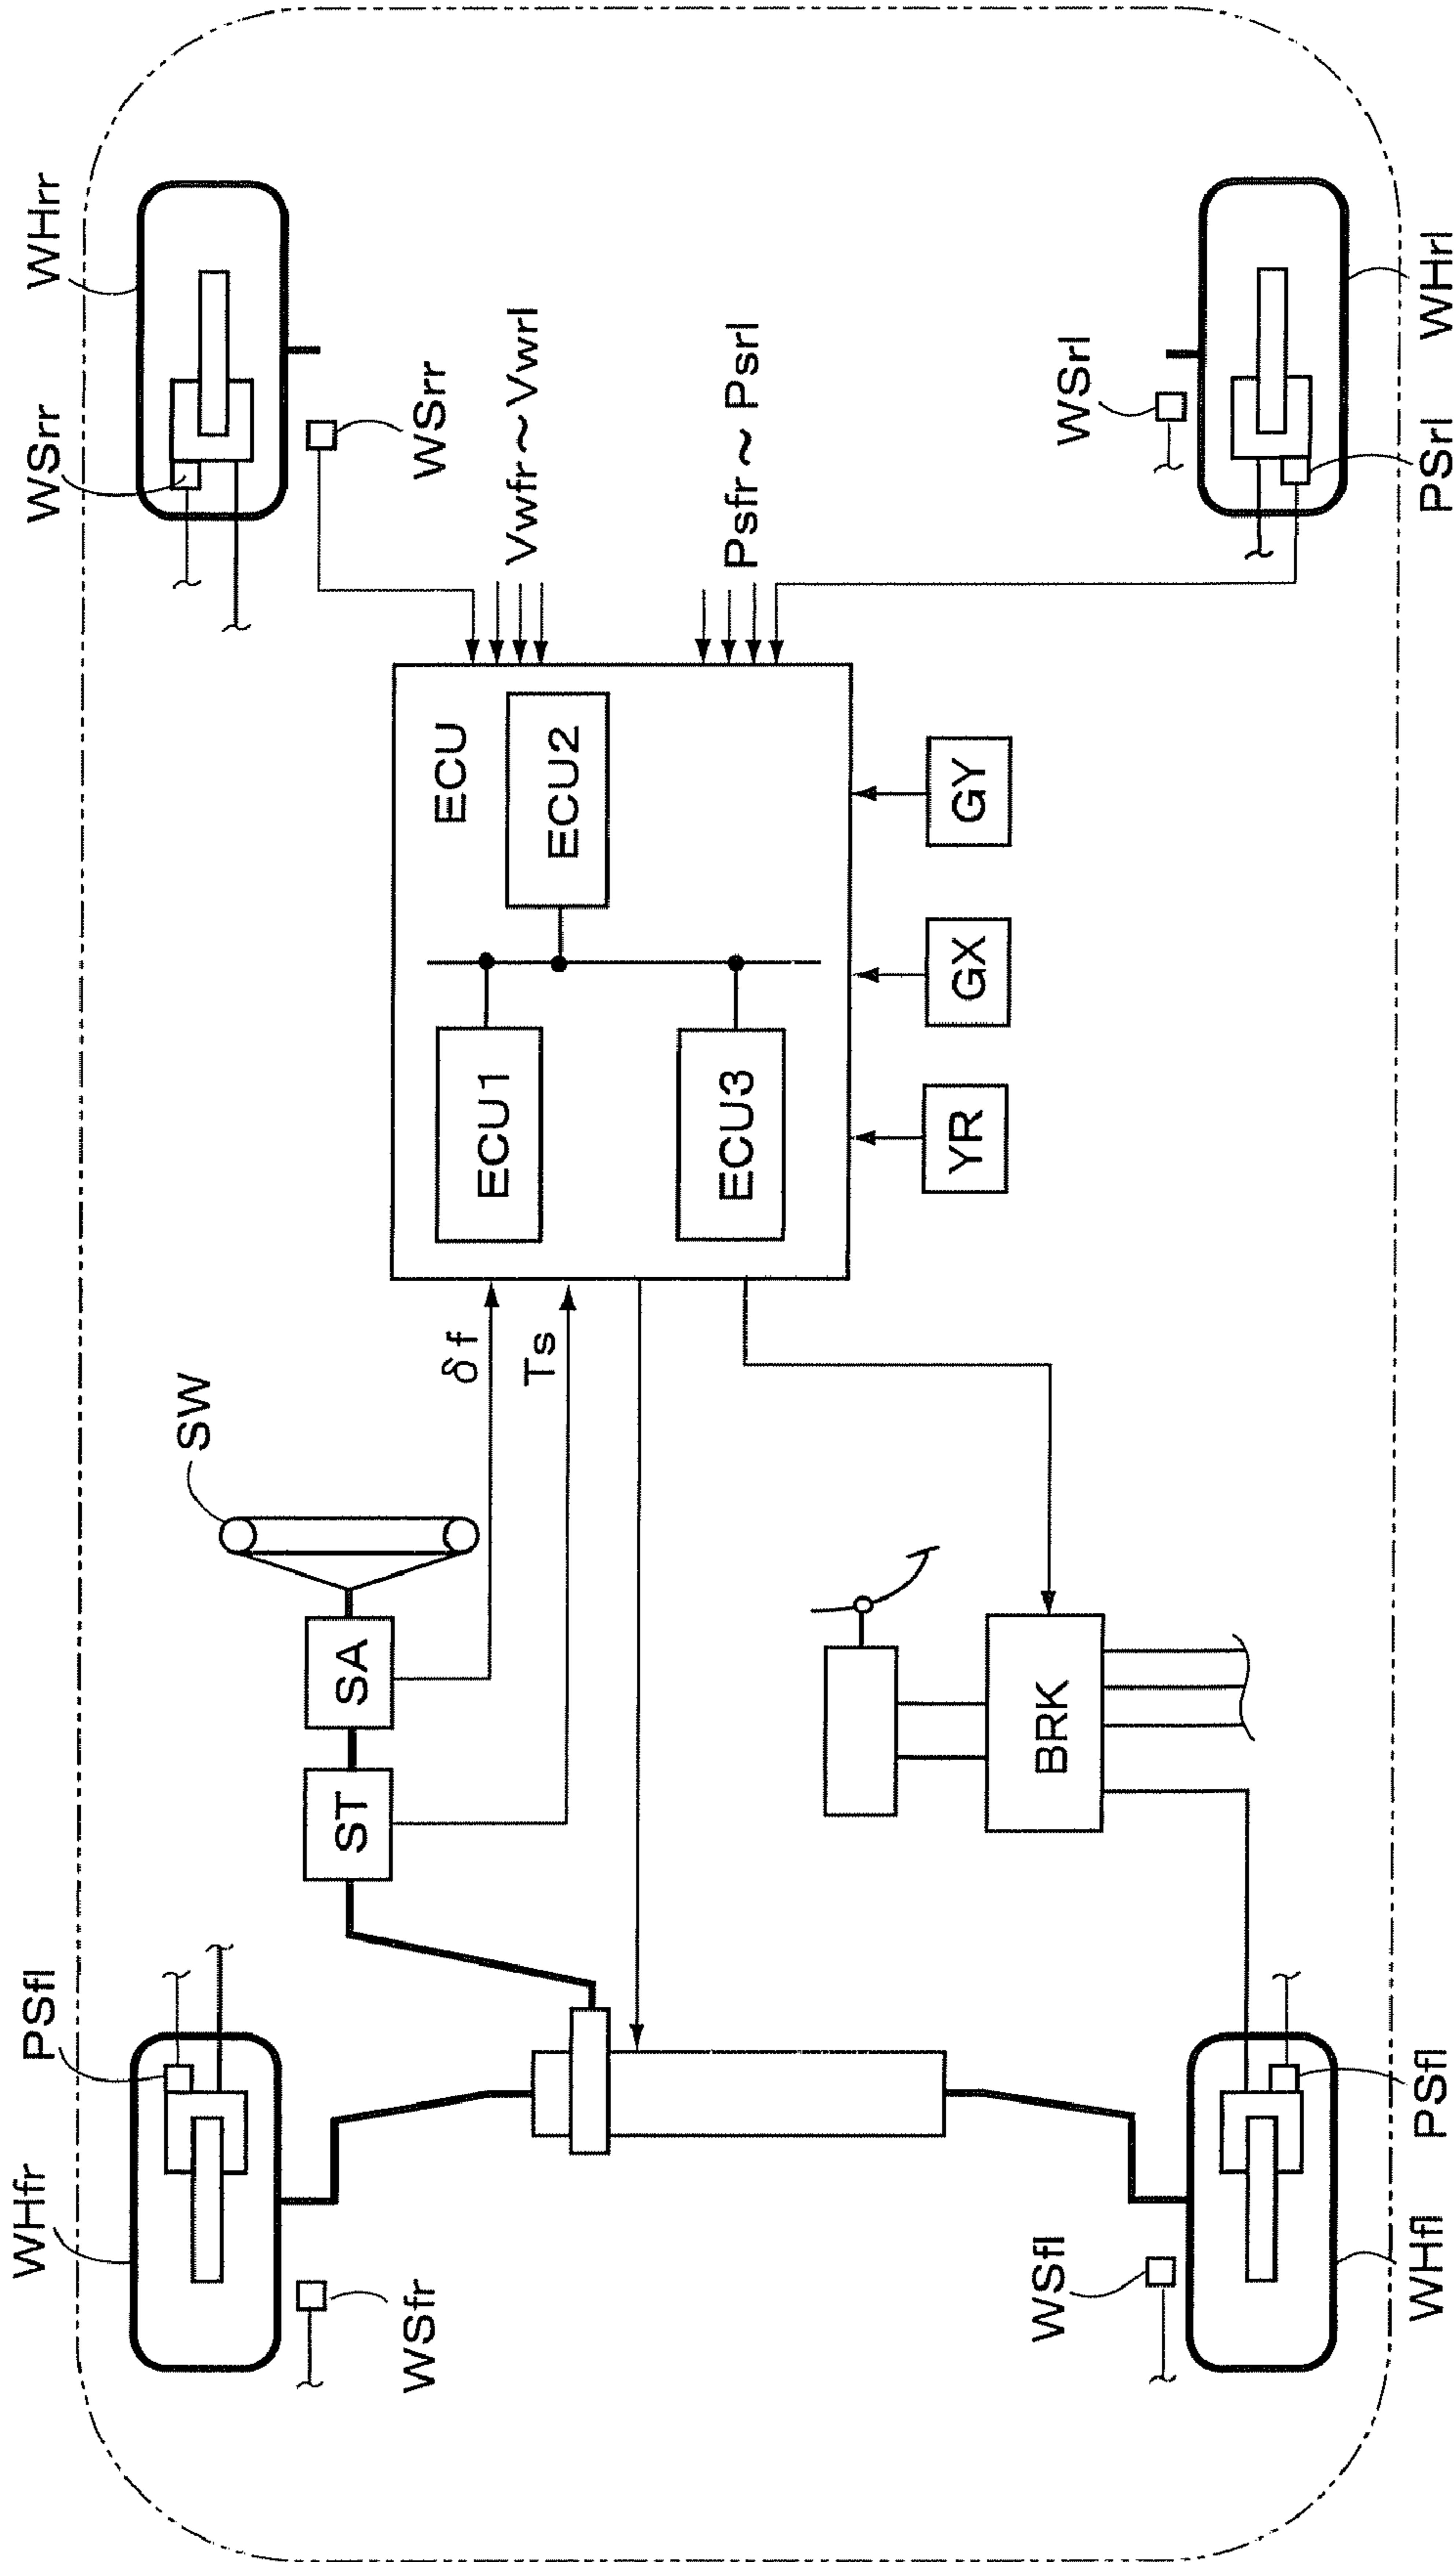 WHfr
PSfl
WSfr
SW
ST
SA
δf
Ts
WSrr
WHrr
WSrr
Vwfr~Vwrl
Psfr~Psrl
ECU
ECU1
ECU2
ECU3
YR
GX
GY
BRK
WSfl
WHfl
PSfl
WSrl
PSrl
WHrl